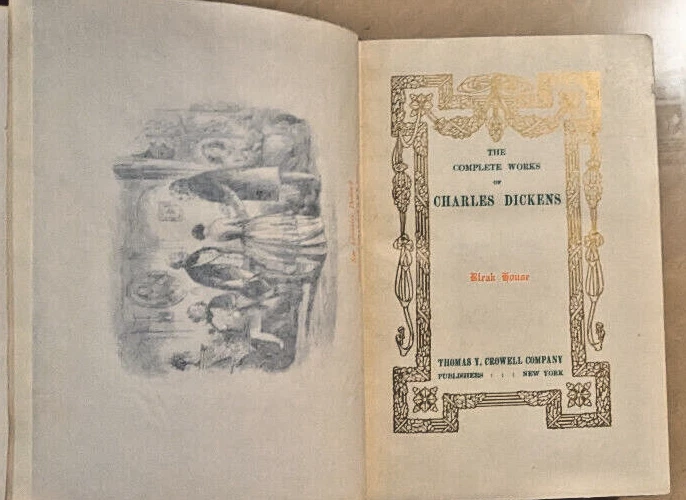 THE
COMPLETE WORKS
OF
CHARLES DICKENS
Bleak House
THOMAS Y. CROWELL COMPANY
PUBLISHERS : : : NEW YORK